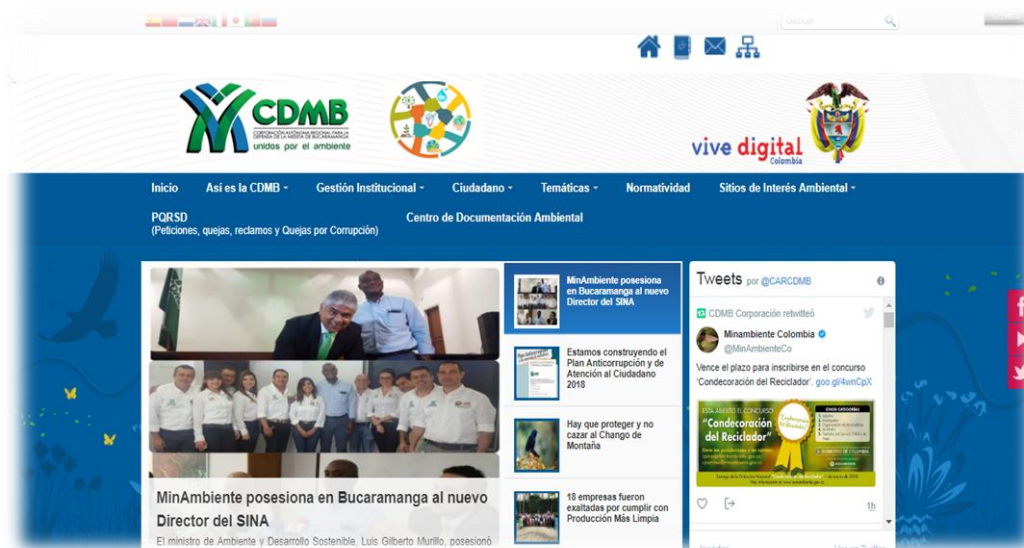 Buscar
CDMB
CORPORACIÓN AUTÓNOMA REGIONAL PARA LA
DEFENSA DE LA MESETA DE BUCARAMANGA
unidos por el ambiente
vive digital
Colombia
Inicio
Así es la CDMB
Gestión Institucional
Ciudadano
Temáticas
Normatividad
Sitios de Interés Ambiental
PQRSD
(Peticiones, quejas, reclamos y Quejas por Corrupción)
Centro de Documentación Ambiental
MinAmbiente posesiona en Bucaramanga al nuevo
Director del SINA
El ministro de Ambiente y Desarrollo Sostenible, Luis Gilberto Murillo, posesionó
MinAmbiente posesiona
en Bucaramanga al nuevo
Director del SINA
Estamos construyendo el
Plan Anticorrupción y de
Atención al Ciudadano
2018
Hay que proteger y no
cazar al Chango de
Montaña
18 empresas fueron
exaltadas por cumplir con
Producción Más Limpia
Tweets por @CARCDMB
CDMB Corporación retwitteó
Minambiente Colombia
@MinAmbienteCo
Vence el plazo para inscribirse en el concurso
'Condecoración del Reciclador'. goo.gl/4wnCpX
ESTÁ ABIERTO EL CONCURSO
"Condecoración
del Reciclador"
1h